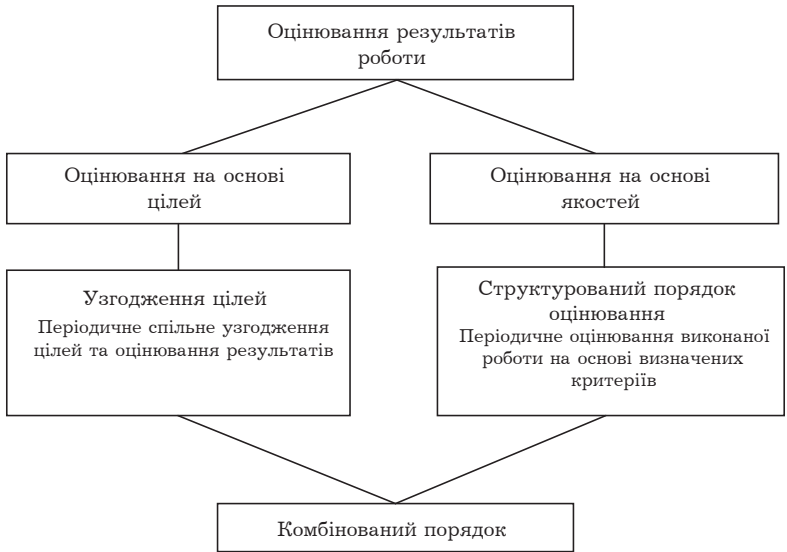 Оцінювання результатів
роботи
Оцінювання на основі
цілей
Оцінювання на основі
якостей
Узгодження цілей
Періодичне спільне узгодження
цілей та оцінювання результатів
Структурований порядок
оцінювання
Періодичне оцінювання виконаної
роботи на основі визначених
критеріїв
Комбінований порядок